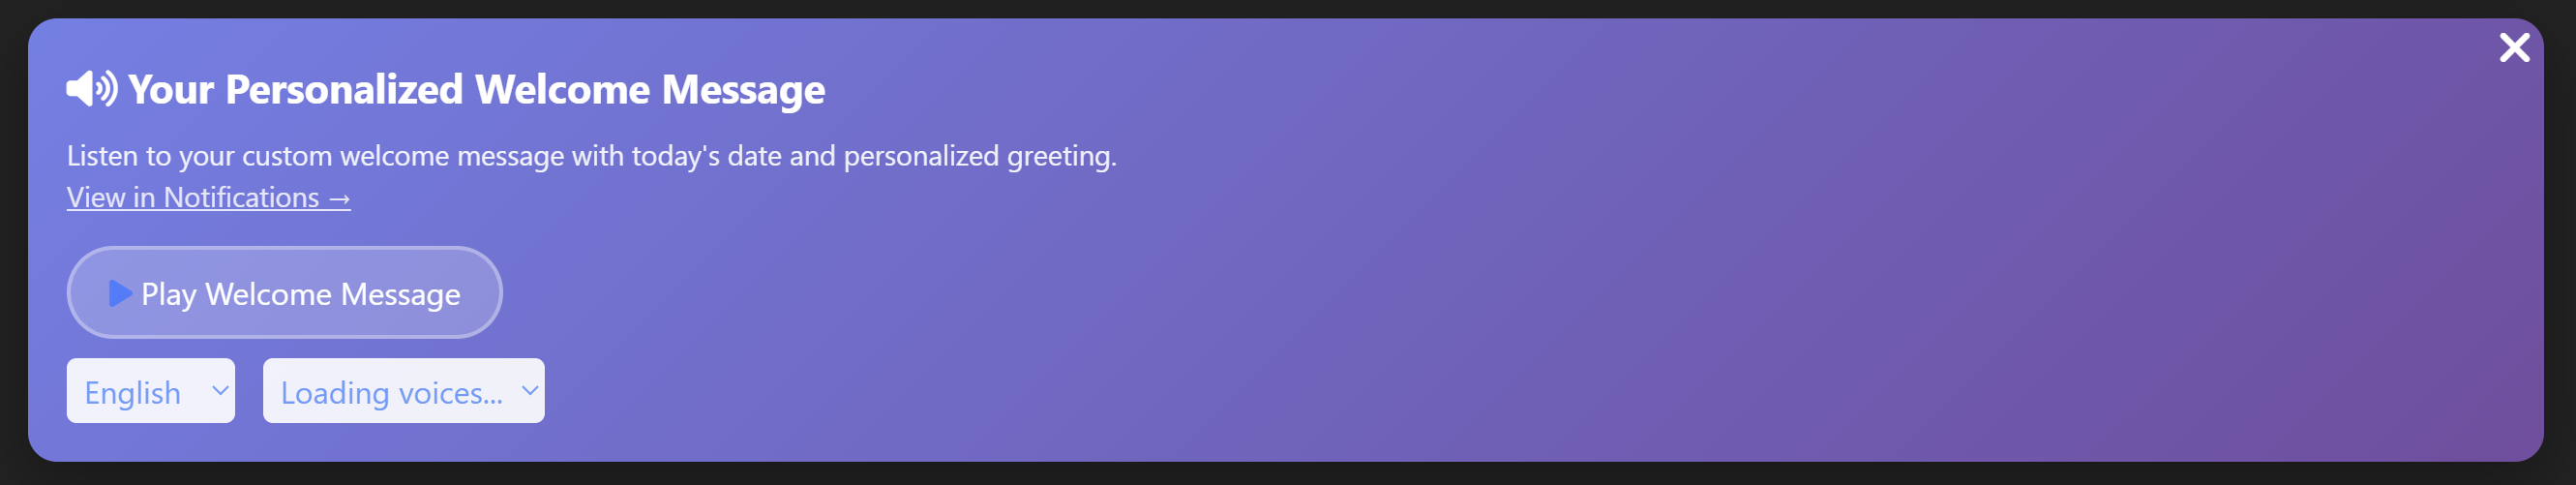 Your Personalized Welcome Message
Listen to your custom welcome message with today's date and personalized greeting.
View in Notifications →
Play Welcome Message
English
Loading voices...